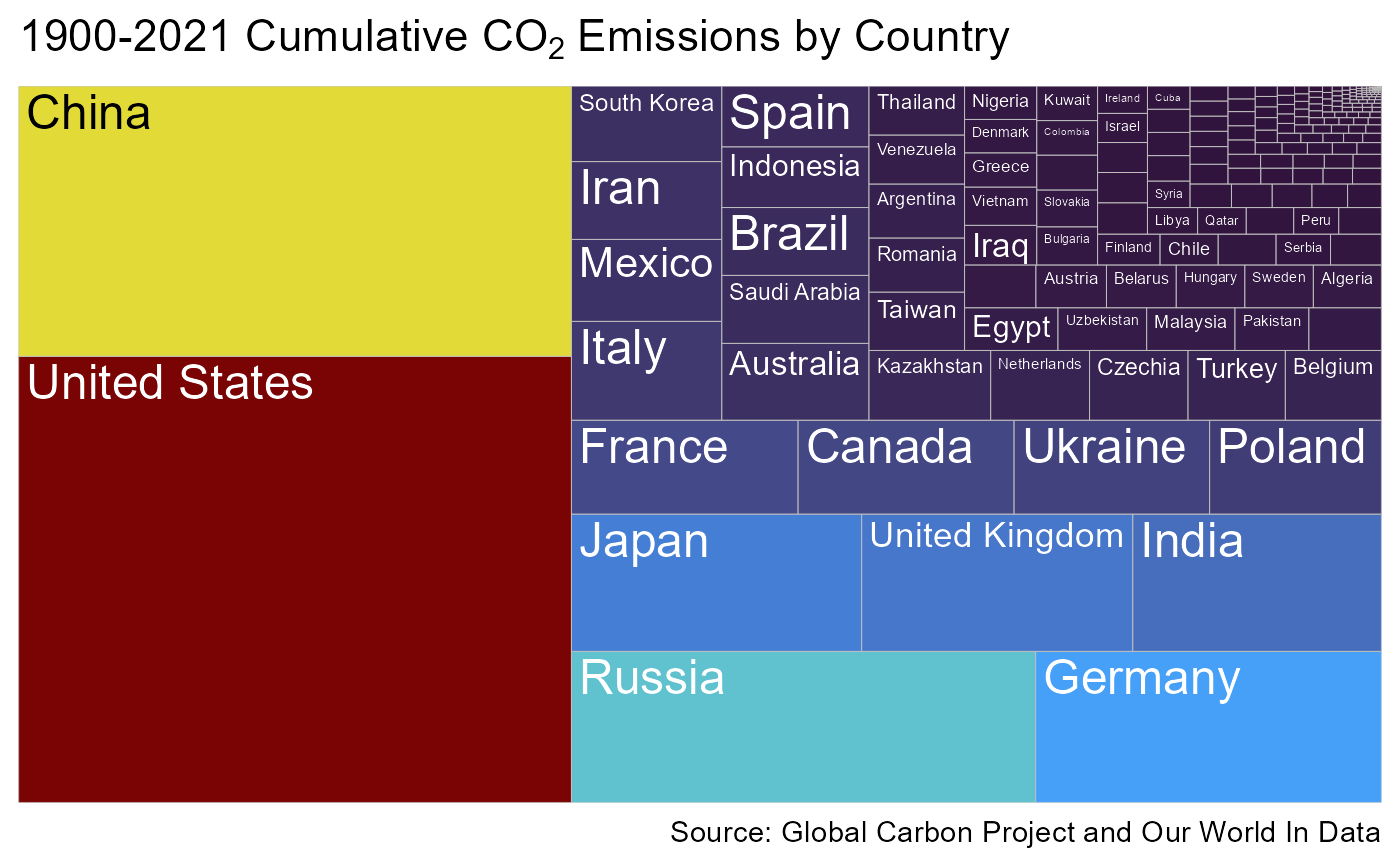 1900-2021 Cumulative CO₂ Emissions by Country
China
United States
South Korea
Iran
Mexico
Italy
Spain
Indonesia
Brazil
Saudi Arabia
Australia
Thailand
Venezuela
Argentina
Romania
Taiwan
Nigeria
Denmark
Greece
Vietnam
Iraq
Egypt
Kuwait
Colombia
Slovakia
Bulgaria
Ireland
Israel
Cuba
Syria
Libya
Qatar
Peru
Finland
Chile
Serbia
Austria
Belarus
Hungary
Sweden
Algeria
Uzbekistan
Malaysia
Pakistan
Kazakhstan
Netherlands
Czechia
Turkey
Belgium
France
Canada
Ukraine
Poland
Japan
United Kingdom
India
Russia
Germany
Source: Global Carbon Project and Our World In Data